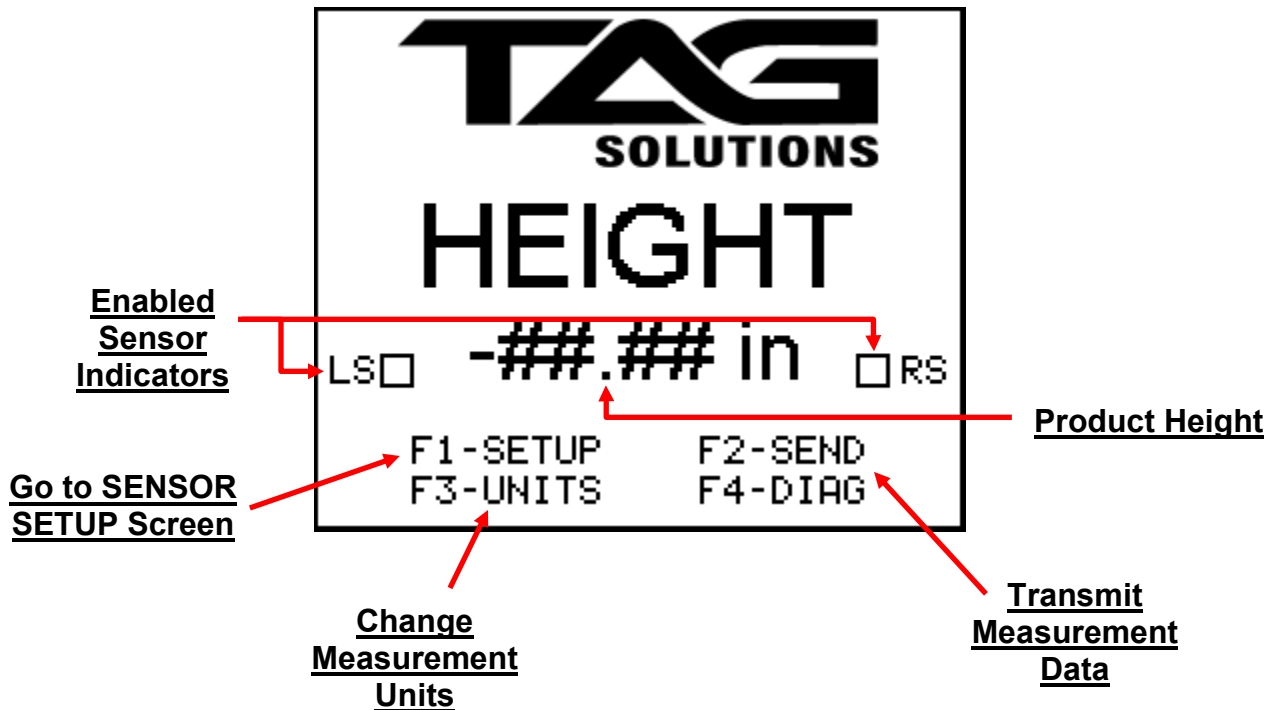 TAG
SOLUTIONS
HEIGHT
Enabled
Sensor
Indicators
LS
-##.## in
RS
Product Height
F1-SETUP
F2-SEND
Go to SENSOR
SETUP Screen
F3-UNITS
F4-DIAG
Change
Measurement
Units
Transmit
Measurement
Data